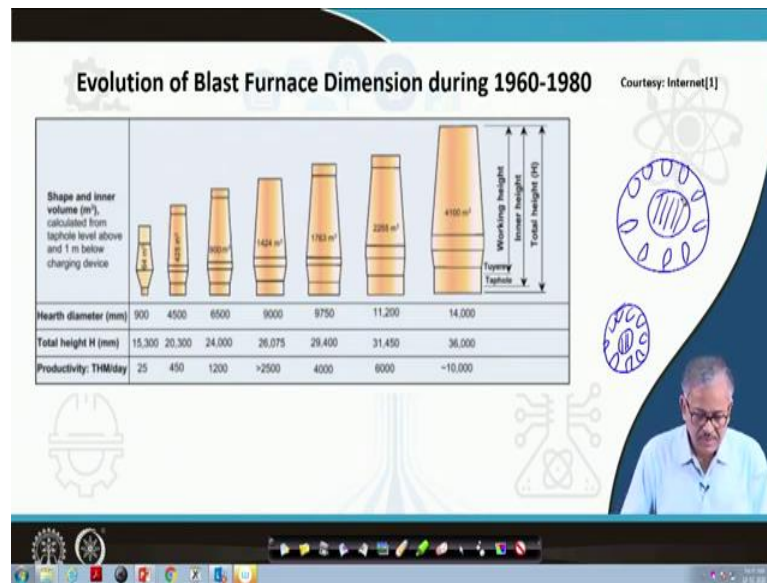 Evolution of Blast Furnace Dimension during 1960-1980
Courtesy: Internet[1]
Shape and inner
volume (m³),
calculated from
taphole level above
and 1 m below
charging device
425 m³
900 m³
1424 m³
1763 m³
2255 m³
4100 m³
Working height
Inner height
Total height (H)
Tuyere
Taphole
Hearth diameter (mm) 900 4500 6500 9000 9750 11,200 14,000
Total height H (mm) 15,300 20,300 24,000 26,075 29,400 31,450 36,000
Productivity: THM/day 25 450 1200 >2500 4000 6000 ~10,000